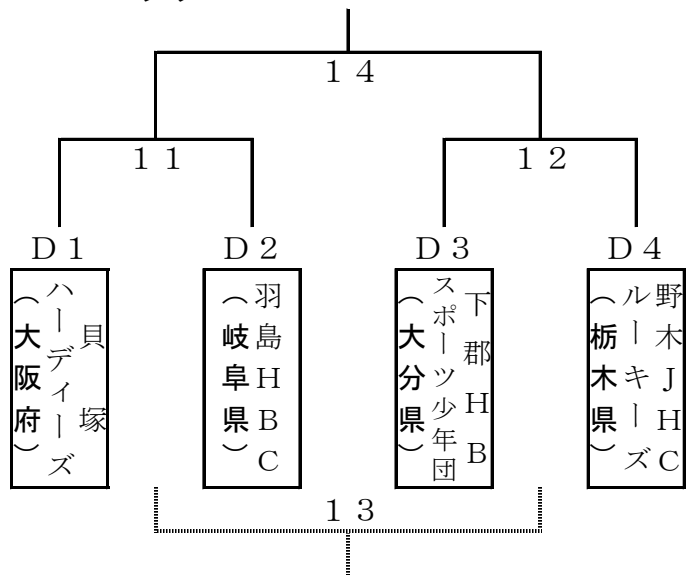 14
11
12
D1
D2
D3
D4
貝塚
ハーディーズ
(大阪府)
羽島HBC
(岐阜県)
下郡HB
スポーツ少年団
(大分県)
野木JHC
ルーキーズ
(栃木県)
13